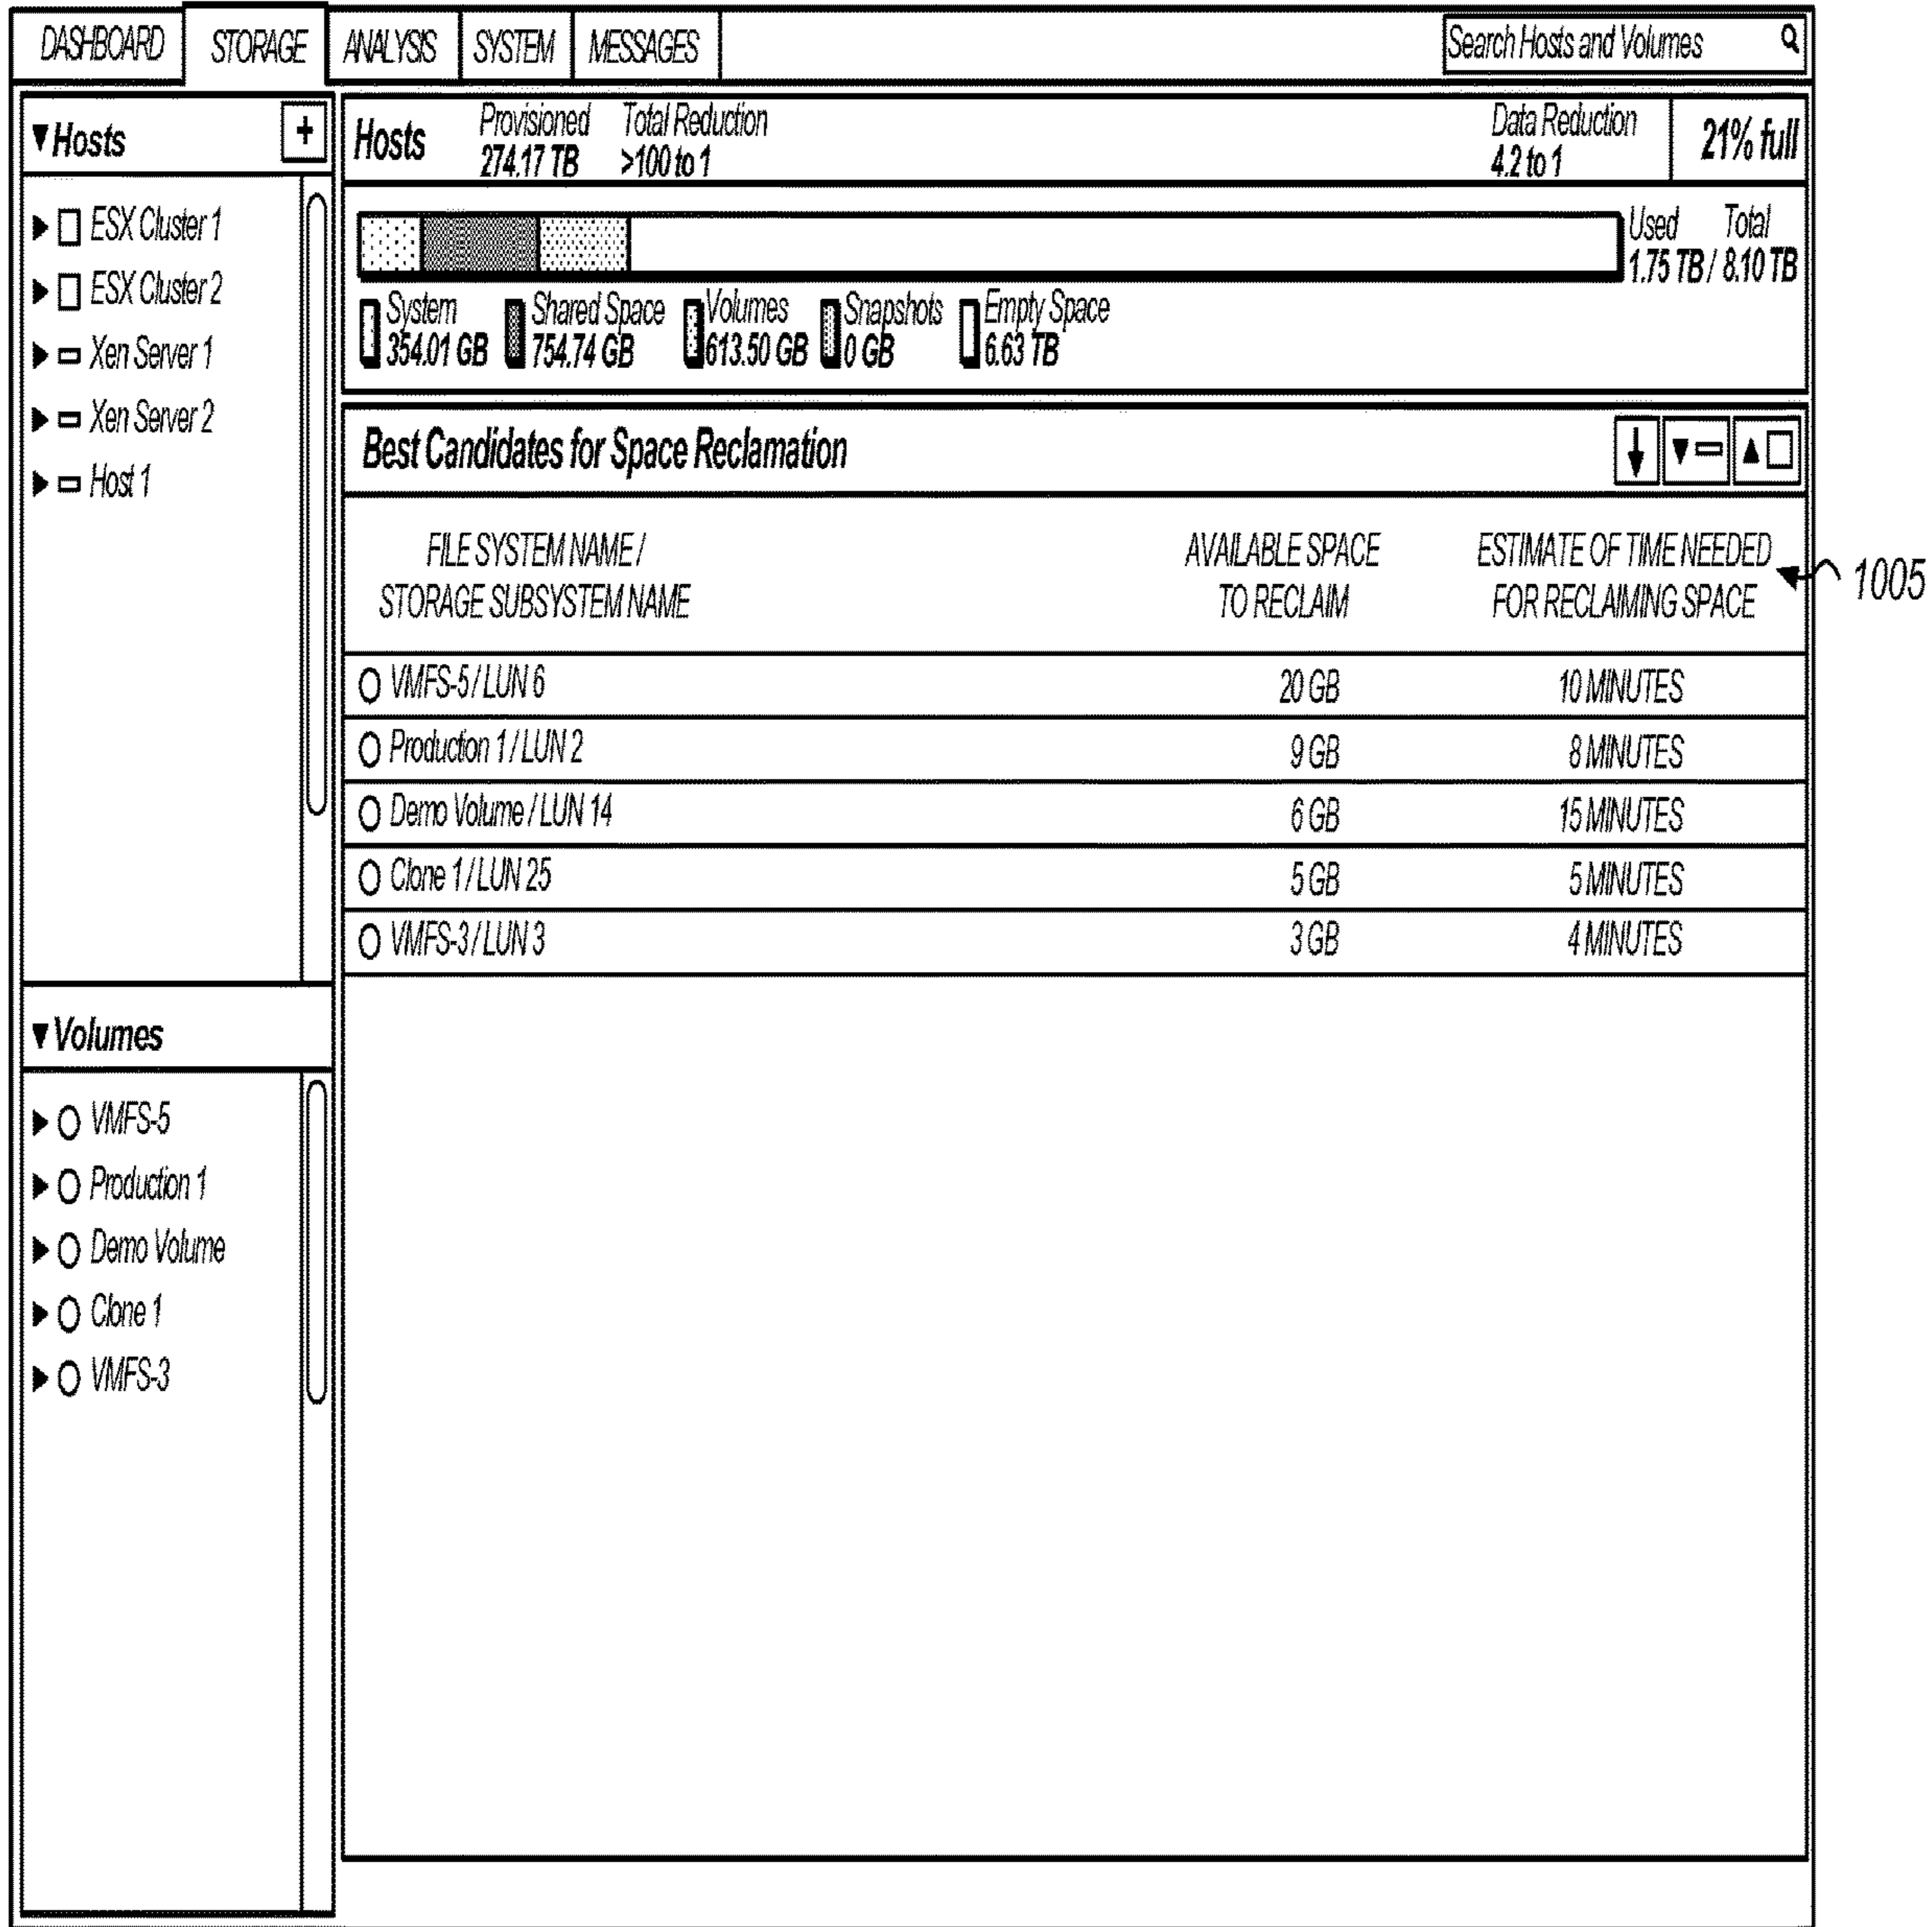 DASHBOARD STORAGE ANALYSIS SYSTEM MESSAGES Search Hosts and Volumes
Hosts +
ESX Cluster 1
ESX Cluster 2
Xen Server 1
Xen Server 2
Host 1
Volumes
VMFS-5
Production 1
Demo Volume
Clone 1
VMFS-3
Hosts Provisioned Total Reduction Data Reduction 21% full
274.17 TB >100 to 1 4.2 to 1
Used Total
1.75 TB / 8.10 TB
System Shared Space Volumes Snapshots Empty Space
354.01 GB 754.74 GB 613.50 GB 0 GB 6.63 TB
Best Candidates for Space Reclamation
FILE SYSTEM NAME / AVAILABLE SPACE ESTIMATE OF TIME NEEDED
STORAGE SUBSYSTEM NAME TO RECLAIM FOR RECLAIMING SPACE
1005
VMFS-5 / LUN 6 20 GB 10 MINUTES
Production 1 / LUN 2 9 GB 8 MINUTES
Demo Volume / LUN 14 6 GB 15 MINUTES
Clone 1 / LUN 25 5 GB 5 MINUTES
VMFS-3 / LUN 3 3 GB 4 MINUTES